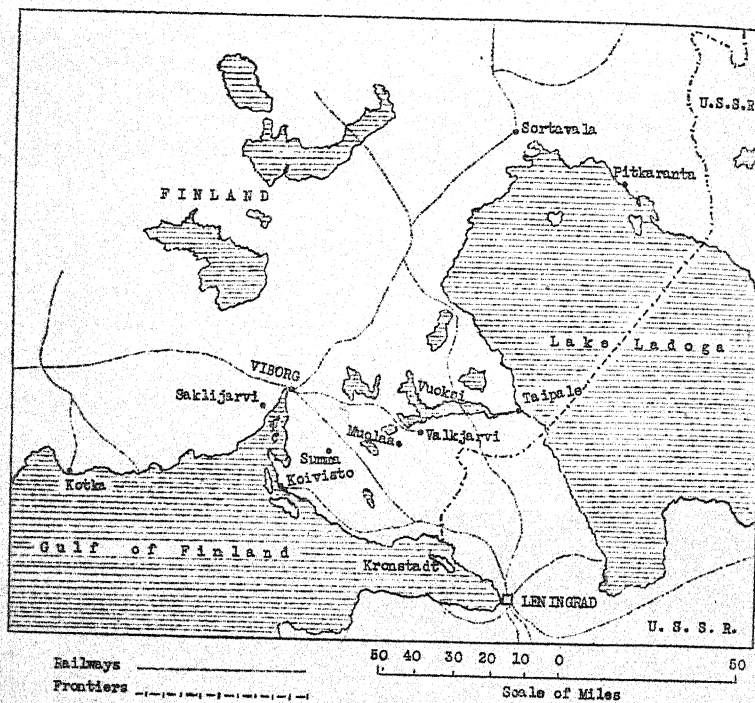 U.S.S.R
Sortavala
Pitkaranta
FINLAND
Lake Ladoga
VIBORG
Saklijarvi
Vuoksi
Taipale
Muolaa
Valkjarvi
Summa
Koivisto
Kotka
Gulf of Finland
Kronstadt
LENINGRAD
U. S. S. R.
Railways
Frontiers
50 40 30 20 10 0 50
Scale of Miles